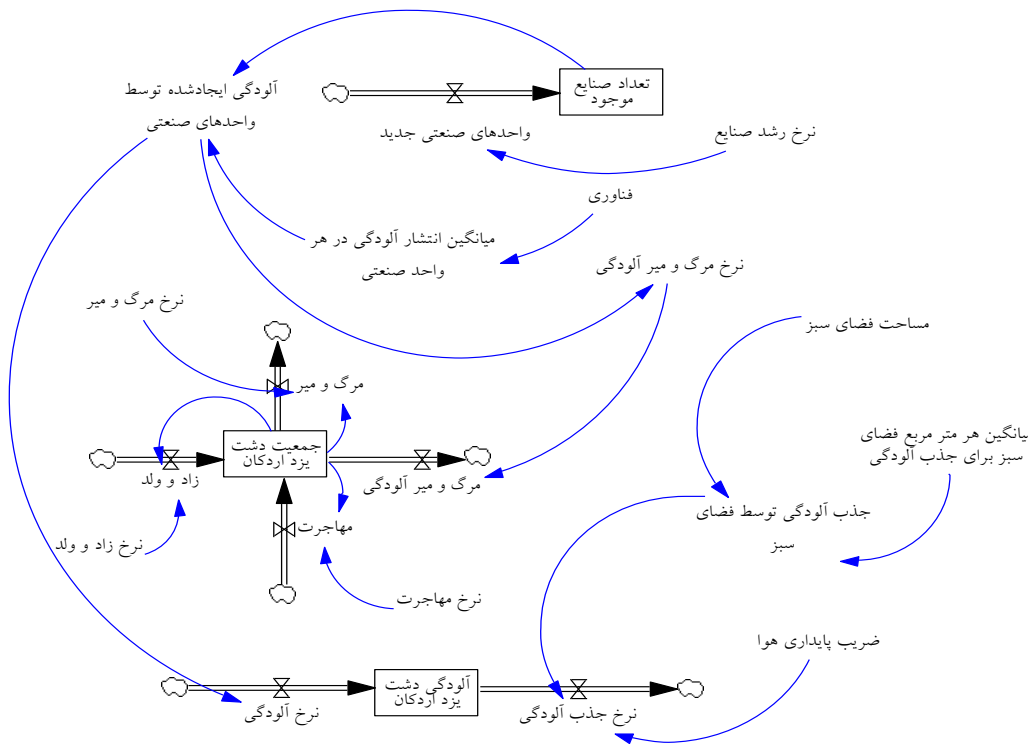 تعداد صنایع
موجود
آلودگی ایجادشده توسط
واحدهای صنعتی
واحدهای صنعتی جدید
نرخ رشد صنایع
فناوری
میانگین انتشار آلودگی در هر
واحد صنعتی
نرخ مرگ و میر آلودگی
نرخ مرگ و میر
مساحت فضای سبز
مرگ و میر
جمعیت دشت
یزد اردکان
زاد و ولد
مرگ و میر آلودگی
یانگین هر متر مربع فضای
سبز برای جذب آلودگی
جذب آلودگی توسط فضای
سبز
مهاجرت
نرخ زاد و ولد
نرخ مهاجرت
ضریب پایداری هوا
آلودگی دشت
یزد اردکان
نرخ آلودگی
نرخ جذب آلودگی